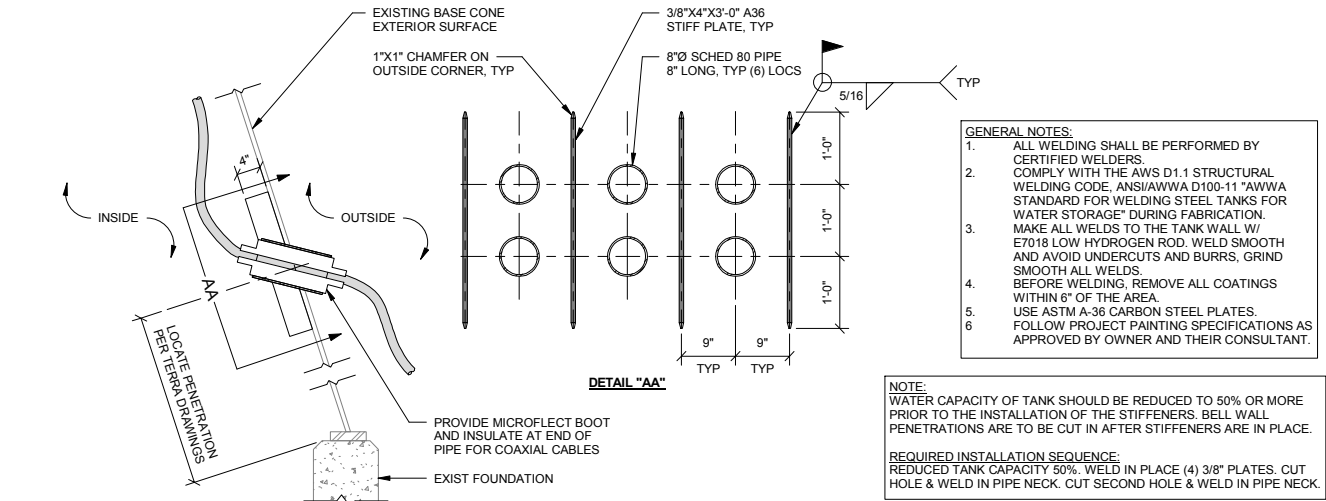 EXISTING BASE CONE
EXTERIOR SURFACE
3/8"X4"X3'-0" A36
STIFF PLATE, TYP
1"X1" CHAMFER ON
OUTSIDE CORNER, TYP
8"Ø SCHED 80 PIPE
8" LONG, TYP (6) LOCS
5/16
TYP
4"
INSIDE
OUTSIDE
AA
LOCATE PENETRATION
PER TERRA DRAWINGS
1'-0"
1'-0"
1'-0"
9"
TYP
9"
TYP
DETAIL "AA"
PROVIDE MICROFLECT BOOT
AND INSULATE AT END OF
PIPE FOR COAXIAL CABLES
EXIST FOUNDATION
GENERAL NOTES:
1. ALL WELDING SHALL BE PERFORMED BY
CERTIFIED WELDERS.
2. COMPLY WITH THE AWS D1.1 STRUCTURAL
WELDING CODE, ANSI/AWWA D100-11 "AWWA
STANDARD FOR WELDING STEEL TANKS FOR
WATER STORAGE" DURING FABRICATION.
3. MAKE ALL WELDS TO THE TANK WALL W/
E7018 LOW HYDROGEN ROD. WELD SMOOTH
AND AVOID UNDERCUTS AND BURRS, GRIND
SMOOTH ALL WELDS.
4. BEFORE WELDING, REMOVE ALL COATINGS
WITHIN 6" OF THE AREA.
5. USE ASTM A-36 CARBON STEEL PLATES.
6 FOLLOW PROJECT PAINTING SPECIFICATIONS AS
APPROVED BY OWNER AND THEIR CONSULTANT.
NOTE:
WATER CAPACITY OF TANK SHOULD BE REDUCED TO 50% OR MORE
PRIOR TO THE INSTALLATION OF THE STIFFENERS. BELL WALL
PENETRATIONS ARE TO BE CUT IN AFTER STIFFENERS ARE IN PLACE.
REQUIRED INSTALLATION SEQUENCE:
REDUCED TANK CAPACITY 50%. WELD IN PLACE (4) 3/8" PLATES. CUT
HOLE & WELD IN PIPE NECK. CUT SECOND HOLE & WELD IN PIPE NECK.